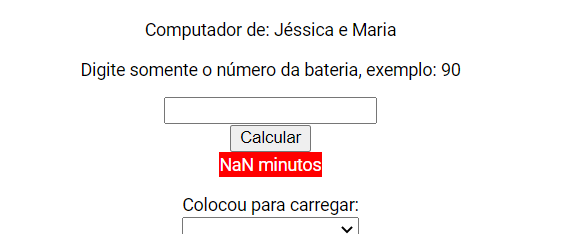 Computador de: Jéssica e Maria
Digite somente o número da bateria, exemplo: 90
Calcular
NaN minutos
Colocou para carregar: